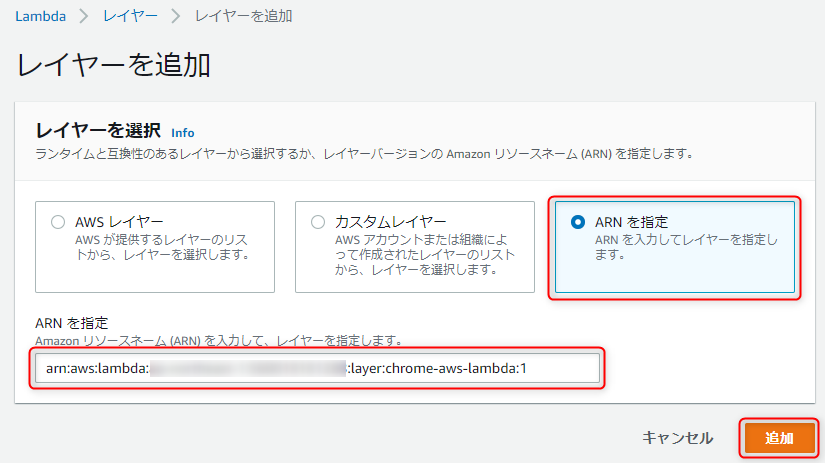 Lambda > レイヤー > レイヤーを追加
レイヤーを追加
レイヤーを選択 Info
ランタイムと互換性のあるレイヤーから選択するか、レイヤーバージョンの Amazon リソースネーム (ARN) を指定します。
AWS レイヤー
AWS が提供するレイヤーのリス
トから、レイヤーを選択します。
カスタムレイヤー
AWS アカウントまたは組織によ
って作成されたレイヤーのリスト
から、レイヤーを選択します。
ARN を指定
ARN を入力してレイヤーを指定し
ます。
ARN を指定
Amazon リソースネーム (ARN) を入力して、レイヤーを指定します。
arn:aws:lambda: :layer:chrome-aws-lambda:1
キャンセル 追加